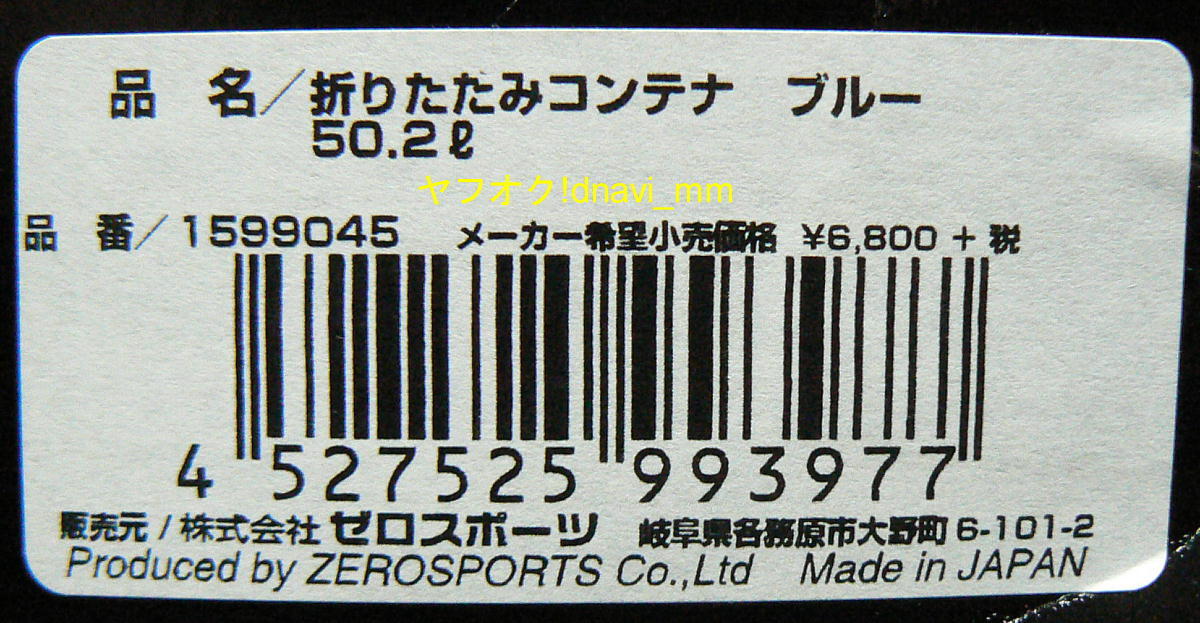 品 名／折りたたみコンテナ ブルー
50.2ℓ
ヤフオク!dnavi_mm
品 番／1599045 メーカー希望小売価格 ¥6,800 + 税
4 527525 993977
販売元 / 株式会社 ゼロスポーツ 岐阜県各務原市大野町 6-101-2
Produced by ZEROSPORTS Co.,Ltd Made in JAPAN